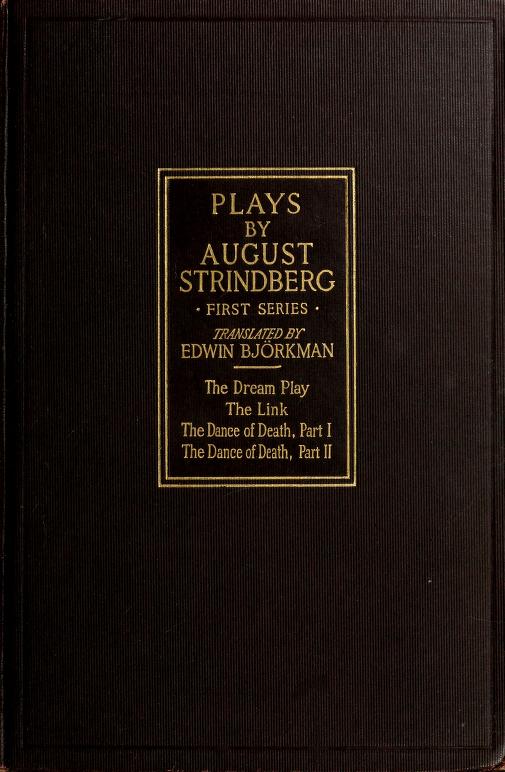 PLAYS
BY
AUGUST
STRINDBERG
· FIRST SERIES ·
TRANSLATED BY
EDWIN BJÖRKMAN
The Dream Play
The Link
The Dance of Death, Part I
The Dance of Death, Part II